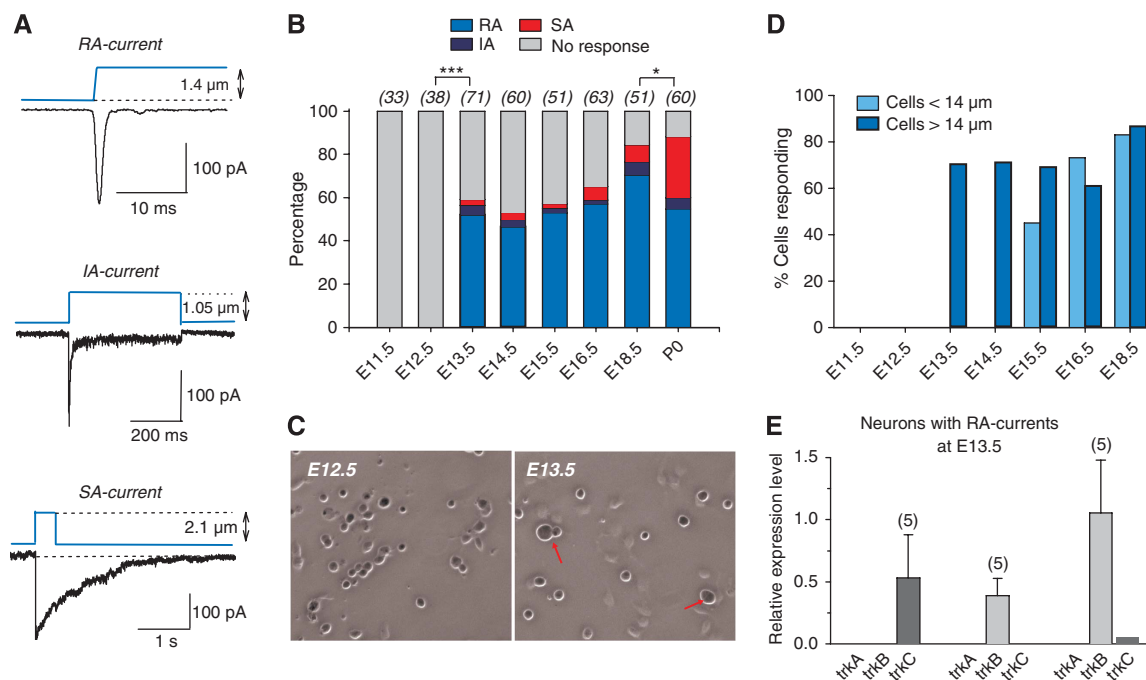 A
RA-current
1.4 µm
100 pA
10 ms
IA-current
1.05 µm
100 pA
200 ms
SA-current
2.1 µm
100 pA
1 s
B
RA SA
IA No response
*** *
(33) (38) (71) (60) (51) (63) (51) (60)
Percentage
100
80
60
40
20
0
E11.5 E12.5 E13.5 E14.5 E15.5 E16.5 E18.5 P0
C
E12.5 E13.5
D
Cells < 14 µm
Cells > 14 µm
% Cells responding
100
80
60
40
20
0
E11.5 E12.5 E13.5 E14.5 E15.5 E16.5 E18.5
E
Neurons with RA-currents
at E13.5
Relative expression level
1.5
1.0
0.5
0.0
(5) (5) (5)
trkA trkB trkC trkA trkB trkC trkA trkB trkC